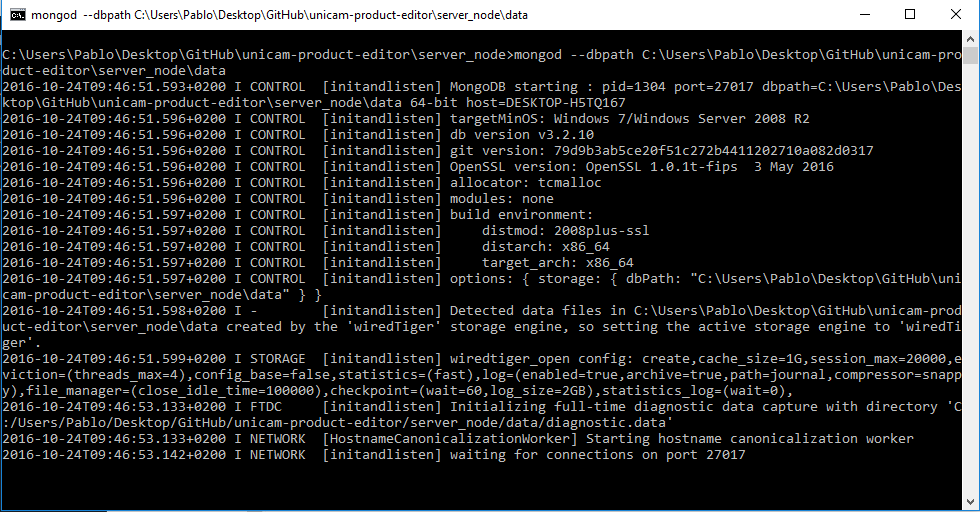 mongod --dbpath C:\Users\Pablo\Desktop\GitHub\unicam-product-editor\server_node\data
C:\Users\Pablo\Desktop\GitHub\unicam-product-editor\server_node>mongod --dbpath C:\Users\Pablo\Desktop\GitHub\unicam-pro
duct-editor\server_node\data
2016-10-24T09:46:51.593+0200 I CONTROL  [initandlisten] MongoDB starting : pid=1304 port=27017 dbpath=C:\Users\Pablo\Des
ktop\GitHub\unicam-product-editor\server_node\data 64-bit host=DESKTOP-H5TQ167
2016-10-24T09:46:51.596+0200 I CONTROL  [initandlisten] targetMinOS: Windows 7/Windows Server 2008 R2
2016-10-24T09:46:51.596+0200 I CONTROL  [initandlisten] db version v3.2.10
2016-10-24T09:46:51.596+0200 I CONTROL  [initandlisten] git version: 79d9b3ab5ce20f51c272b4411202710a082d0317
2016-10-24T09:46:51.596+0200 I CONTROL  [initandlisten] OpenSSL version: OpenSSL 1.0.1t-fips  3 May 2016
2016-10-24T09:46:51.596+0200 I CONTROL  [initandlisten] allocator: tcmalloc
2016-10-24T09:46:51.596+0200 I CONTROL  [initandlisten] modules: none
2016-10-24T09:46:51.597+0200 I CONTROL  [initandlisten] build environment:
2016-10-24T09:46:51.597+0200 I CONTROL  [initandlisten]     distmod: 2008plus-ssl
2016-10-24T09:46:51.597+0200 I CONTROL  [initandlisten]     distarch: x86_64
2016-10-24T09:46:51.597+0200 I CONTROL  [initandlisten]     target_arch: x86_64
2016-10-24T09:46:51.597+0200 I CONTROL  [initandlisten] options: { storage: { dbPath: "C:\Users\Pablo\Desktop\GitHub\uni
cam-product-editor\server_node\data" } }
2016-10-24T09:46:51.598+0200 I -        [initandlisten] Detected data files in C:\Users\Pablo\Desktop\GitHub\unicam-prod
uct-editor\server_node\data created by the 'wiredTiger' storage engine, so setting the active storage engine to 'wiredTi
ger'.
2016-10-24T09:46:51.599+0200 I STORAGE  [initandlisten] wiredtiger_open config: create,cache_size=1G,session_max=20000,e
viction=(threads_max=4),config_base=false,statistics=(fast),log=(enabled=true,archive=true,path=journal,compressor=snapp
y),file_manager=(close_idle_time=100000),checkpoint=(wait=60,log_size=2GB),statistics_log=(wait=0),
2016-10-24T09:46:53.133+0200 I FTDC     [initandlisten] Initializing full-time diagnostic data capture with directory 'C
:/Users/Pablo/Desktop/GitHub/unicam-product-editor/server_node/data/diagnostic.data'
2016-10-24T09:46:53.133+0200 I NETWORK  [HostnameCanonicalizationWorker] Starting hostname canonicalization worker
2016-10-24T09:46:53.142+0200 I NETWORK  [initandlisten] waiting for connections on port 27017